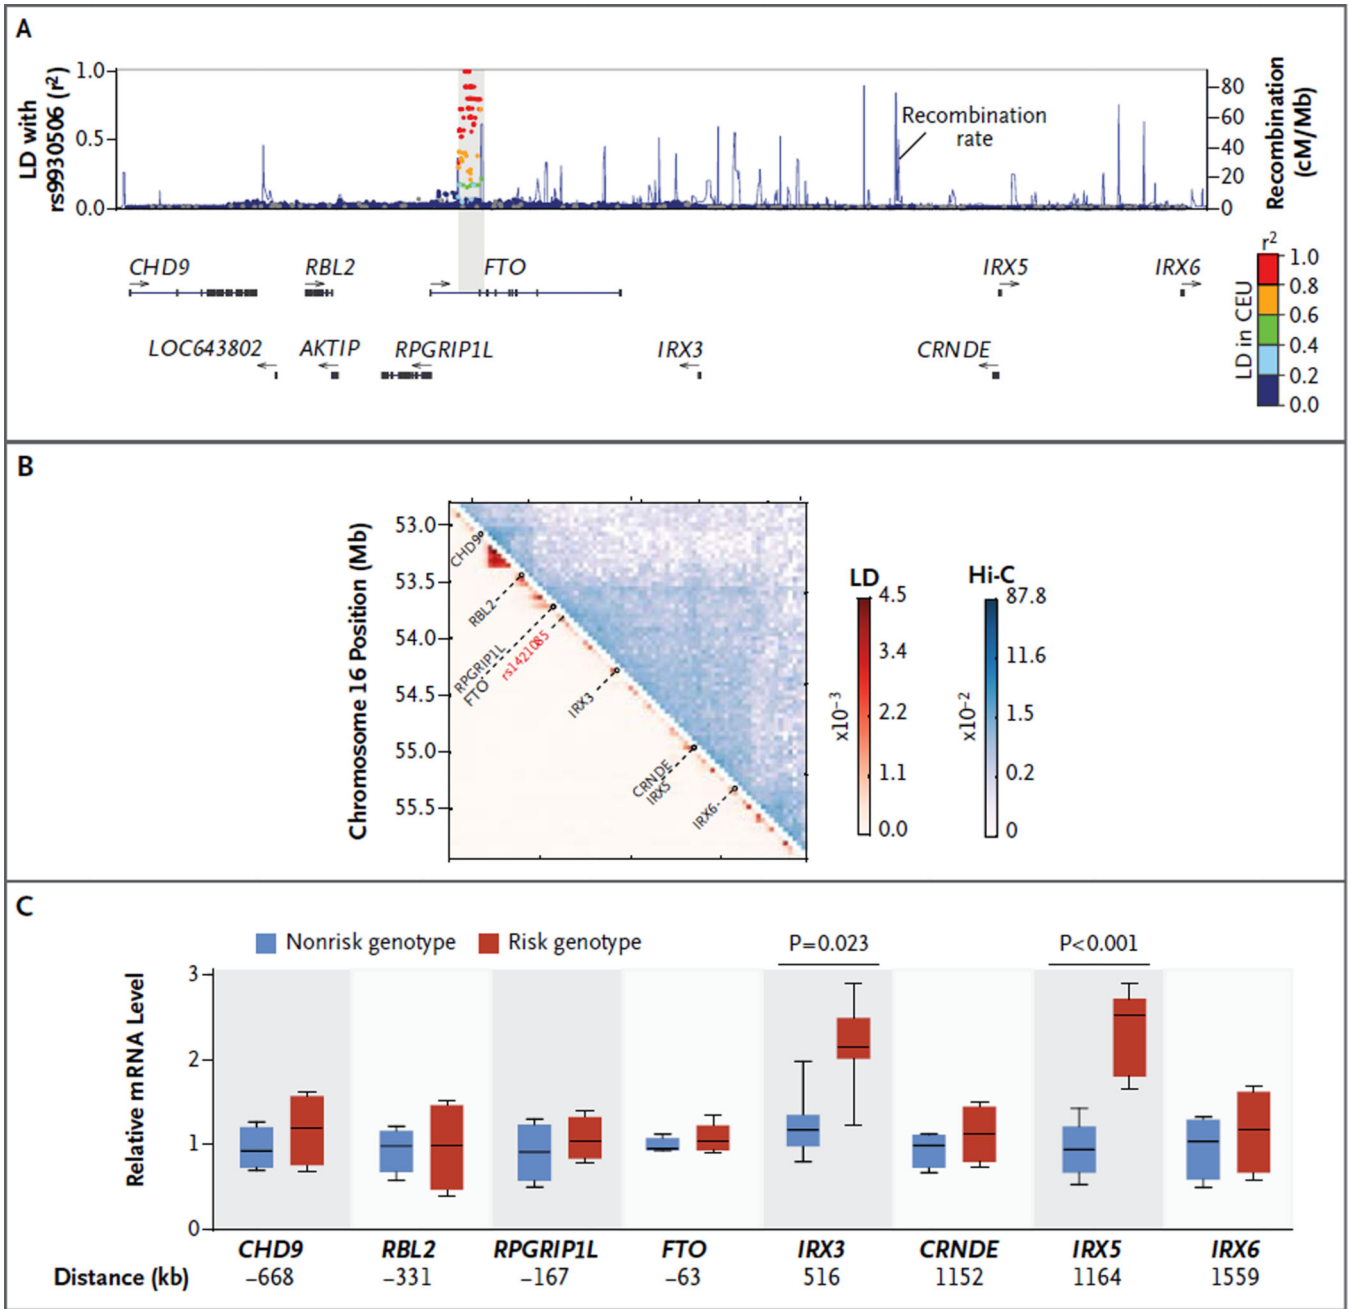 A
LD with
rs9930506 (r²)
1.0
0.5
0.0
Recombination
rate
80
60
40
20
0
Recombination
(cM/Mb)
CHD9
RBL2
FTO
IRX5
IRX6
LOC643802
AKTIP
RPGRIP1L
IRX3
CRNDE
r²
1.0
0.8
0.6
0.4
0.2
0.0
LD in CEU
B
Chromosome 16 Position (Mb)
53.0
53.5
54.0
54.5
55.0
55.5
CHD9
RBL2
RPGRIP1L
FTO
rs1421085
IRX3
CRNDE
IRX5
IRX6
LD
4.5
3.4
2.2
1.1
0.0
x10⁻³
Hi-C
87.8
11.6
1.5
0.2
0
x10⁻²
C
Nonrisk genotype
Risk genotype
P=0.023
P<0.001
Relative mRNA Level
3
2
1
0
CHD9 RBL2 RPGRIP1L FTO IRX3 CRNDE IRX5 IRX6
Distance (kb) –668 –331 –167 –63 516 1152 1164 1559